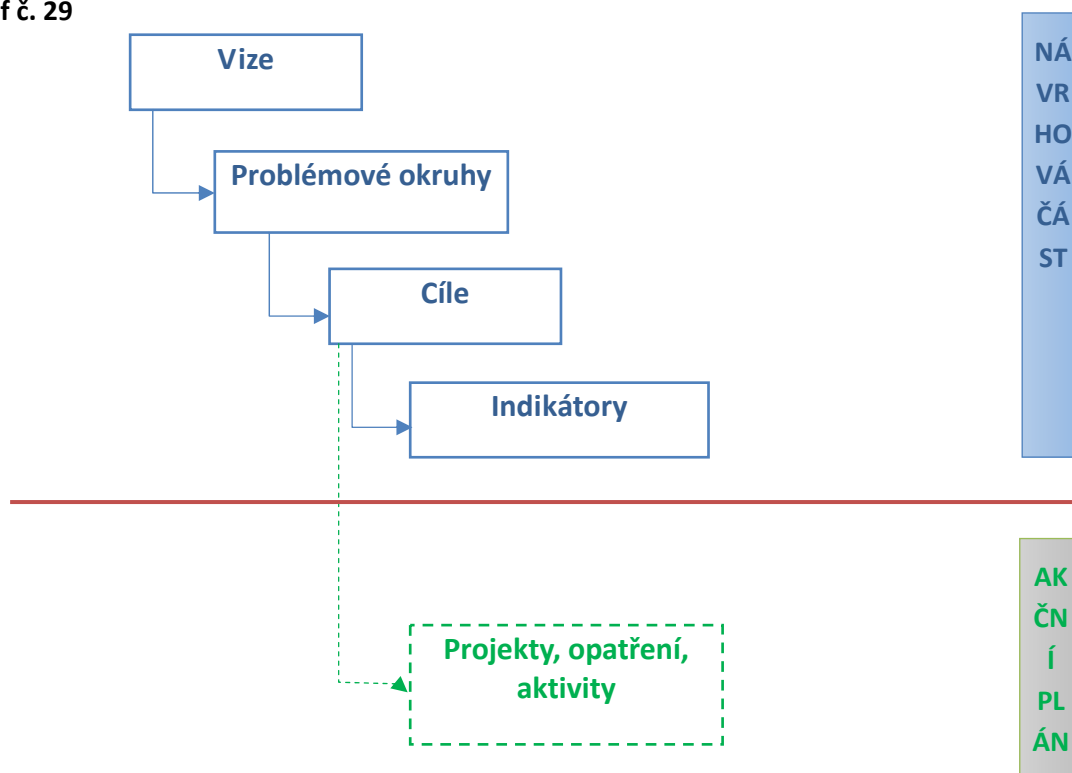 f č. 29
Vize
Problémové okruhy
Cíle
Indikátory
NÁ
VR
HO
VÁ
ČÁ
ST
Projekty, opatření,
aktivity
AK
ČN
Í
PL
ÁN